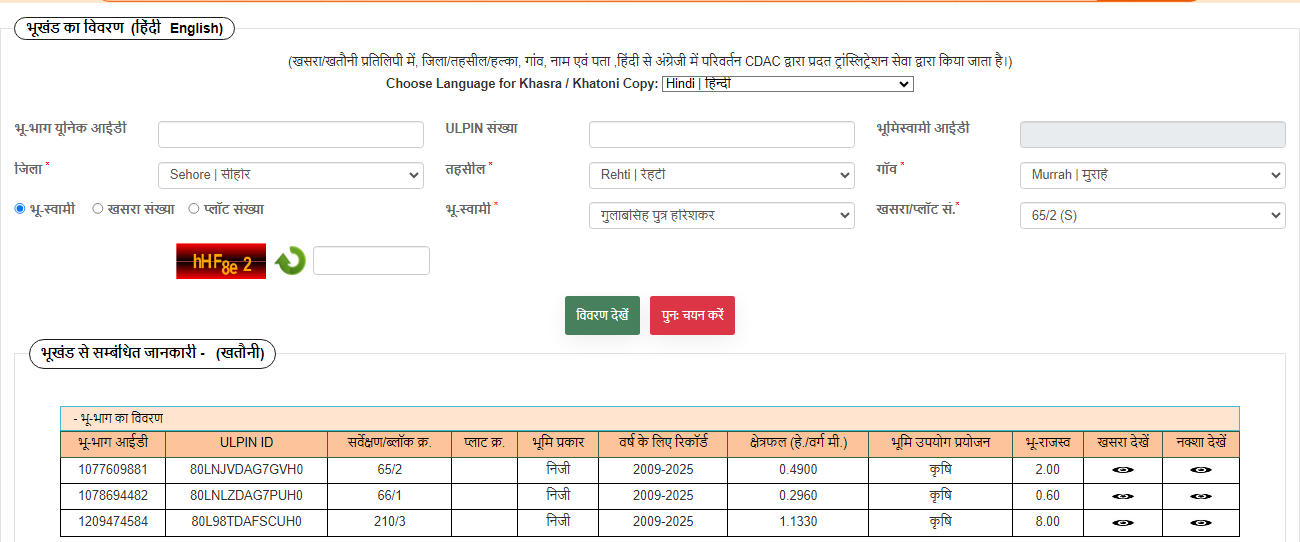 भूखंड का विवरण (हिंदी English)
(खसरा/खतौनी प्रतिलिपी में, जिला/तहसील/हल्का, गांव, नाम एवं पता ,हिंदी से अंग्रेजी में परिवर्तन CDAC द्वारा प्रदत ट्रांस्लिट्रेशन सेवा द्वारा किया जाता है।)
Choose Language for Khasra / Khatoni Copy: Hindi | हिन्दी
भू-भाग यूनिक आईडी ULPIN संख्या भूमिस्वामी आईडी
जिला * Sehore | सीहोर तहसील * Rehti | रेहटी गाँव * Murrah | मुराह
भू-स्वामी खसरा संख्या प्लॉट संख्या भू-स्वामी * गुलाबसिंह पुत्र हरिशंकर खसरा/प्लॉट सं.* 65/2 (S)
hHF8e 2
विवरण देखें पुनः चयन करें
भूखंड से सम्बंधित जानकारी - (खतौनी)
- भू-भाग का विवरण
भू-भाग आईडी ULPIN ID सर्वेक्षण/ब्लॉक क्र. प्लाट क्र. भूमि प्रकार वर्ष के लिए रिकॉर्ड क्षेत्रफल (हे./वर्ग मी.) भूमि उपयोग प्रयोजन भू-राजस्व खसरा देखें नक्शा देखें
1077609881 80LNJVDAG7GVH0 65/2 निजी 2009-2025 0.4900 कृषि 2.00
1078694482 80LNLZDAG7PUH0 66/1 निजी 2009-2025 0.2960 कृषि 0.60
1209474584 80L98TDAFSCUH0 210/3 निजी 2009-2025 1.1330 कृषि 8.00